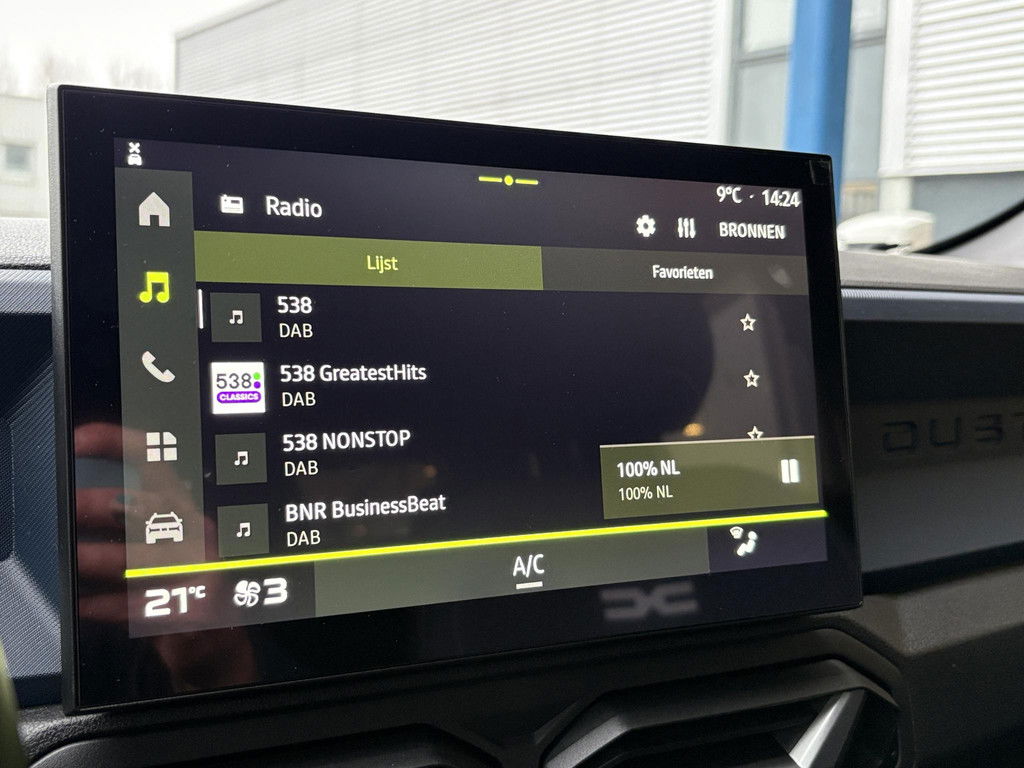 9°C · 14:24
Radio
BRONNEN
Lijst
Favorieten
538
DAB
538
CLASSICS
538 GreatestHits
DAB
538 NONSTOP
DAB
100% NL
100% NL
BNR BusinessBeat
DAB
A/C
21°C
3